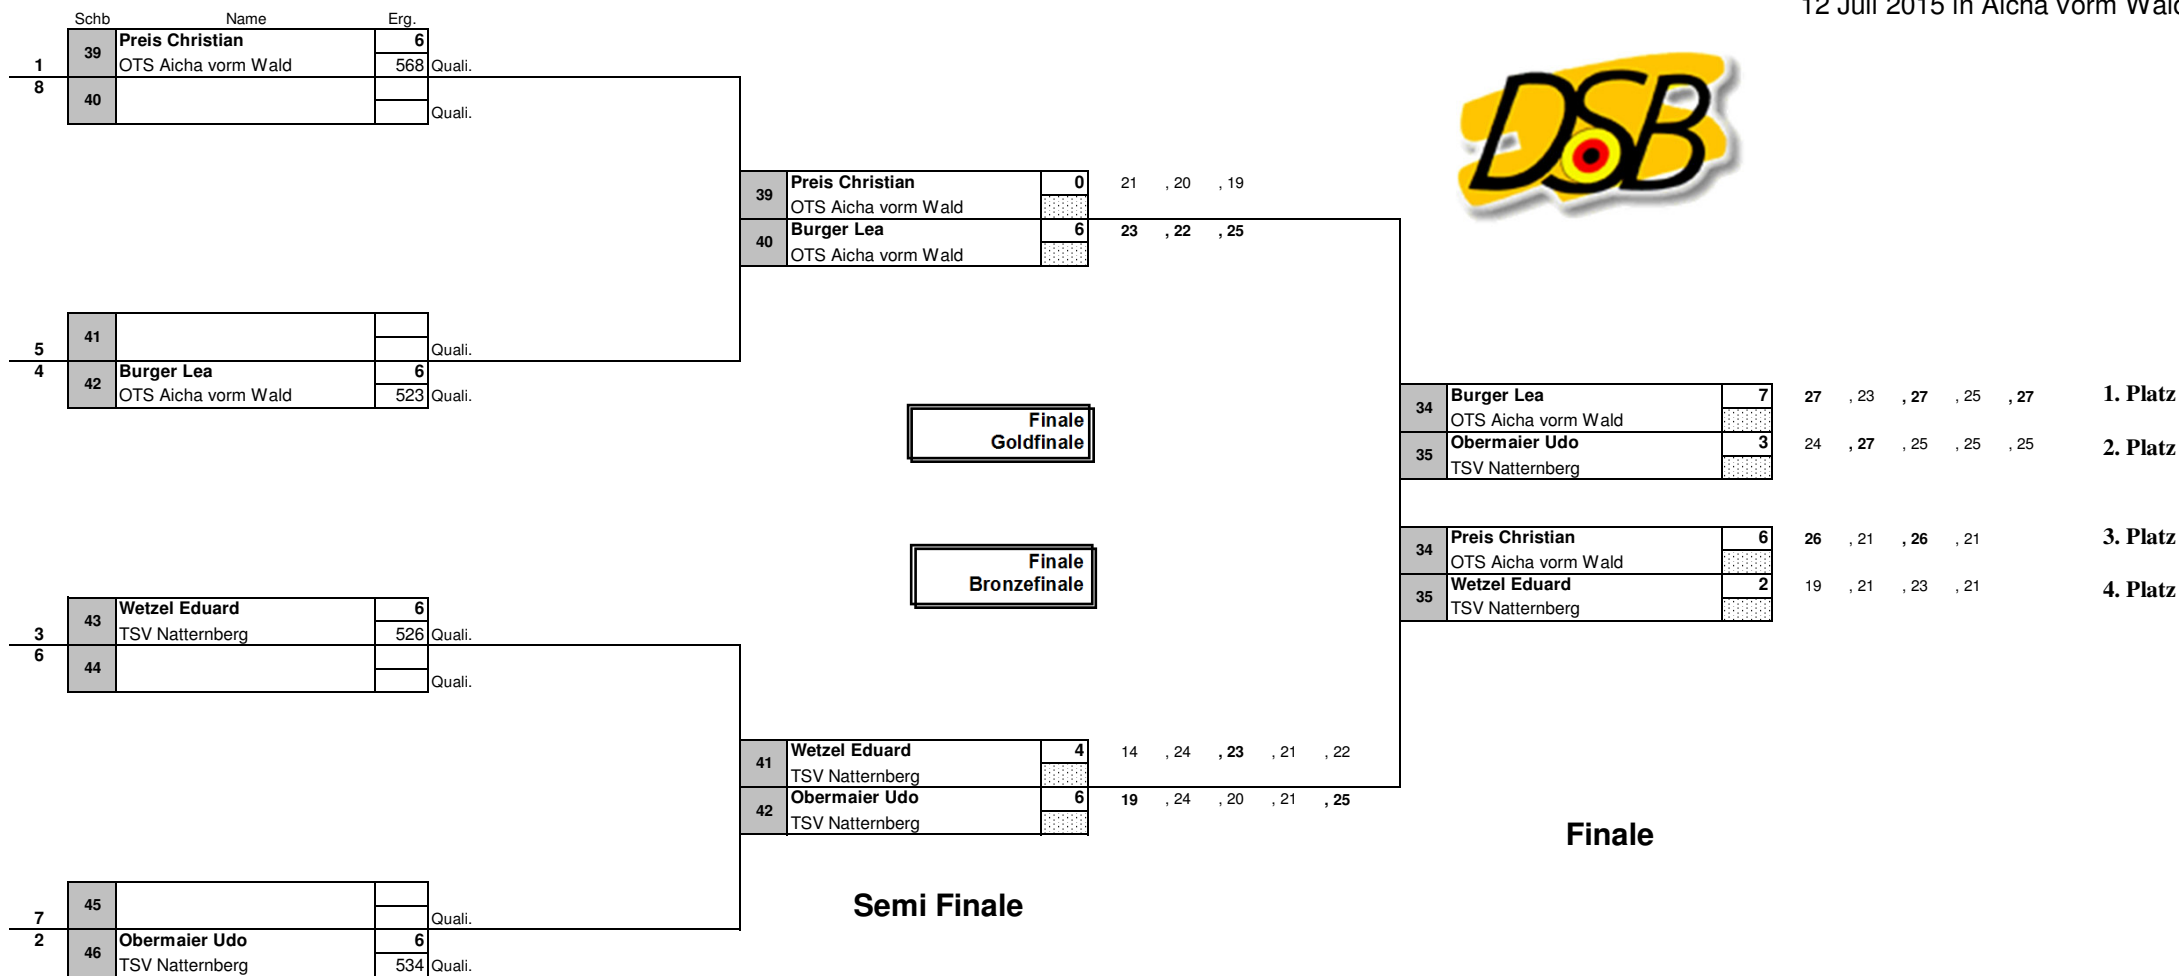 12 Juli 2015 in Aicha vorm Wald
Schb Name Erg.
39 Preis Christian 6
1 OTS Aicha vorm Wald 568 Quali.
8
40 Quali.
DSB
39 Preis Christian 0 21 , 20 , 19
OTS Aicha vorm Wald
40 Burger Lea 6 23 , 22 , 25
OTS Aicha vorm Wald
41
5 Quali.
4 42 Burger Lea 6
OTS Aicha vorm Wald 523 Quali.
Finale
Goldfinale
34 Burger Lea 7 27 , 23 , 27 , 25 , 27 1. Platz
OTS Aicha vorm Wald
35 Obermaier Udo 3 24 , 27 , 25 , 25 , 25 2. Platz
TSV Natternberg
Finale
Bronzefinale
34 Preis Christian 6 26 , 21 , 26 , 21 3. Platz
OTS Aicha vorm Wald
35 Wetzel Eduard 2 19 , 21 , 23 , 21 4. Platz
TSV Natternberg
43 Wetzel Eduard 6
3 TSV Natternberg 526 Quali.
6
44 Quali.
41 Wetzel Eduard 4 14 , 24 , 23 , 21 , 22
TSV Natternberg
42 Obermaier Udo 6 19 , 24 , 20 , 21 , 25
TSV Natternberg
Finale
45
7 Quali.
Semi Finale
2 46 Obermaier Udo 6
TSV Natternberg 534 Quali.